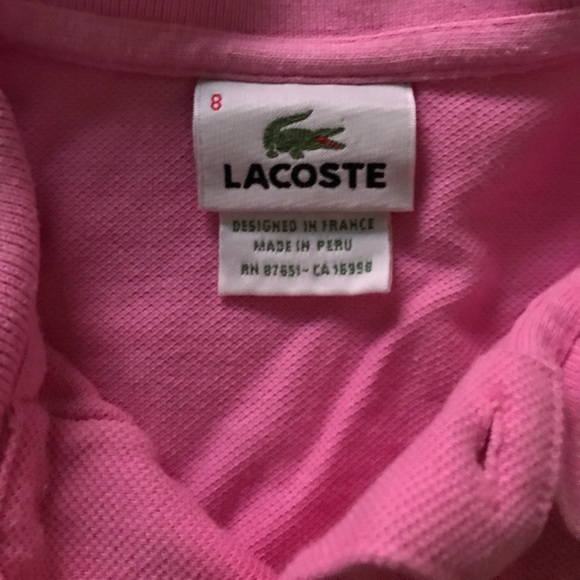 8
LACOSTE
DESIGNED IN FRANCE
MADE IN PERU
RN 87651- CA 16998